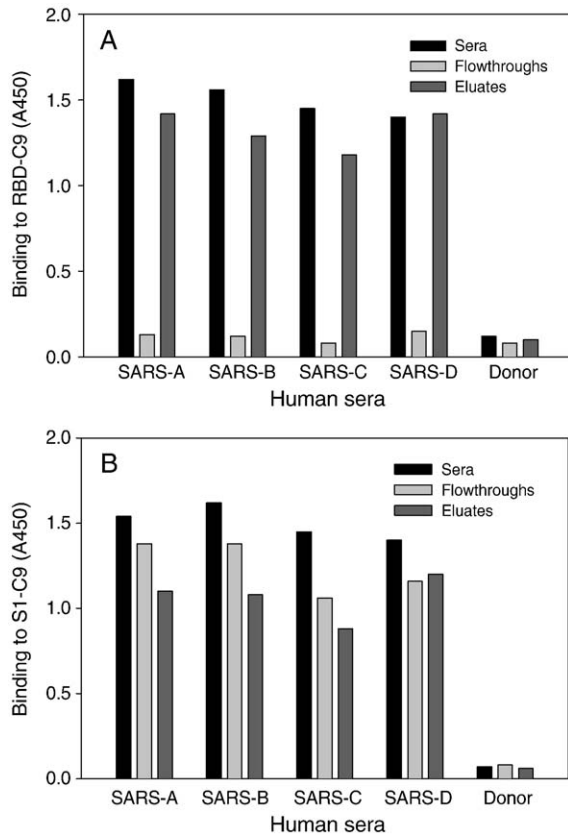 A
Sera
Flowthroughs
Eluates
Binding to RBD-C9 (A450)
2.0
1.5
1.0
0.5
0.0
SARS-A SARS-B SARS-C SARS-D Donor
Human sera
B
Sera
Flowthroughs
Eluates
Binding to S1-C9 (A450)
2.0
1.5
1.0
0.5
0.0
SARS-A SARS-B SARS-C SARS-D Donor
Human sera